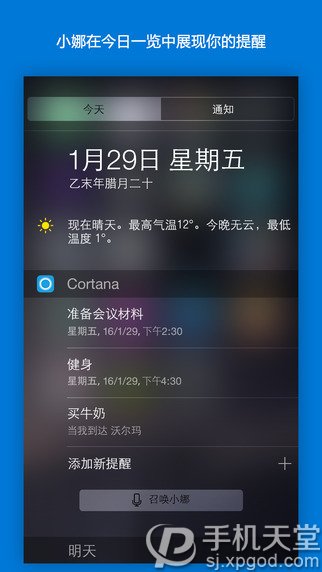 小娜在今日一览中展现你的提醒
今天
通知
1月29日 星期五
乙未年腊月二十
现在晴天。最高气温12°。今晚无云，最低
温度 1°。
Cortana
准备会议材料
星期五, 16/1/29, 下午2:30
健身
星期五, 16/1/29, 下午4:30
买牛奶
当我到达 沃尔玛
添加新提醒
召唤小娜
明天
手机天堂
sj.xpgod.com